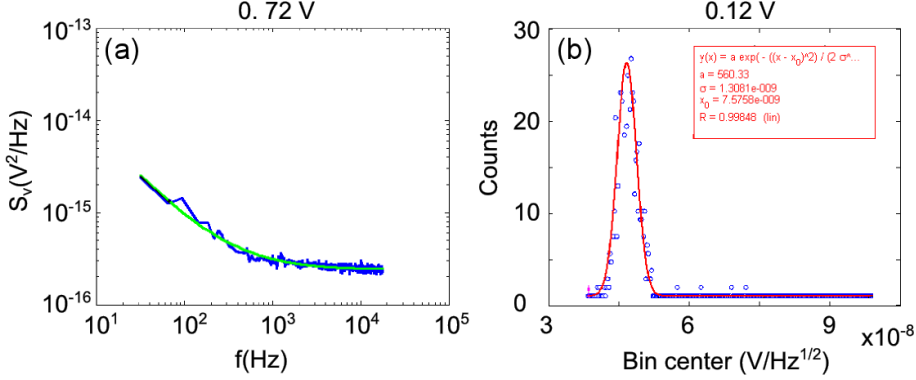 0. 72 V
(a)
10^-13
10^-14
10^-15
10^-16
S_v(V^2/Hz)
10^1 10^2 10^3 10^4 10^5
f(Hz)
0.12 V
(b)
30
20
10
0
Counts
y(x) = a exp( - ((x - x_0)^2) / (2 σ^...
a = 560.33
σ = 1.3081e-009
x_0 = 7.5758e-009
R = 0.99848 (lin)
3 6 9
x10^-8
Bin center (V/Hz^1/2)